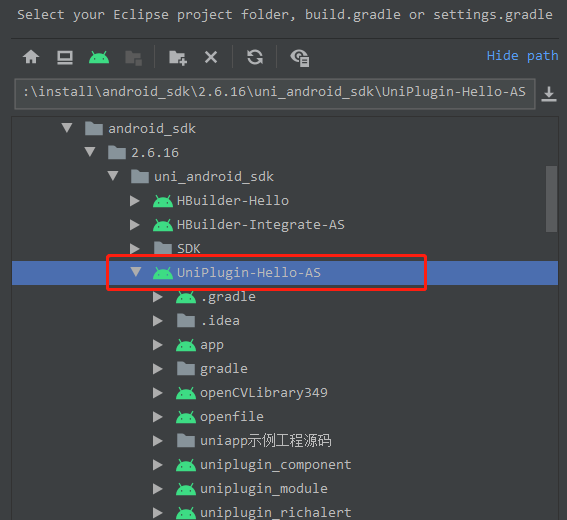 Select your Eclipse project folder, build.gradle or settings.gradle
Hide path
:\install\android_sdk\2.6.16\uni_android_sdk\UniPlugin-Hello-AS
android_sdk
2.6.16
uni_android_sdk
HBuilder-Hello
HBuilder-Integrate-AS
SDK
UniPlugin-Hello-AS
.gradle
.idea
app
gradle
openCVLibrary349
openfile
uniapp示例工程源码
uniplugin_component
uniplugin_module
uniplugin_richalert